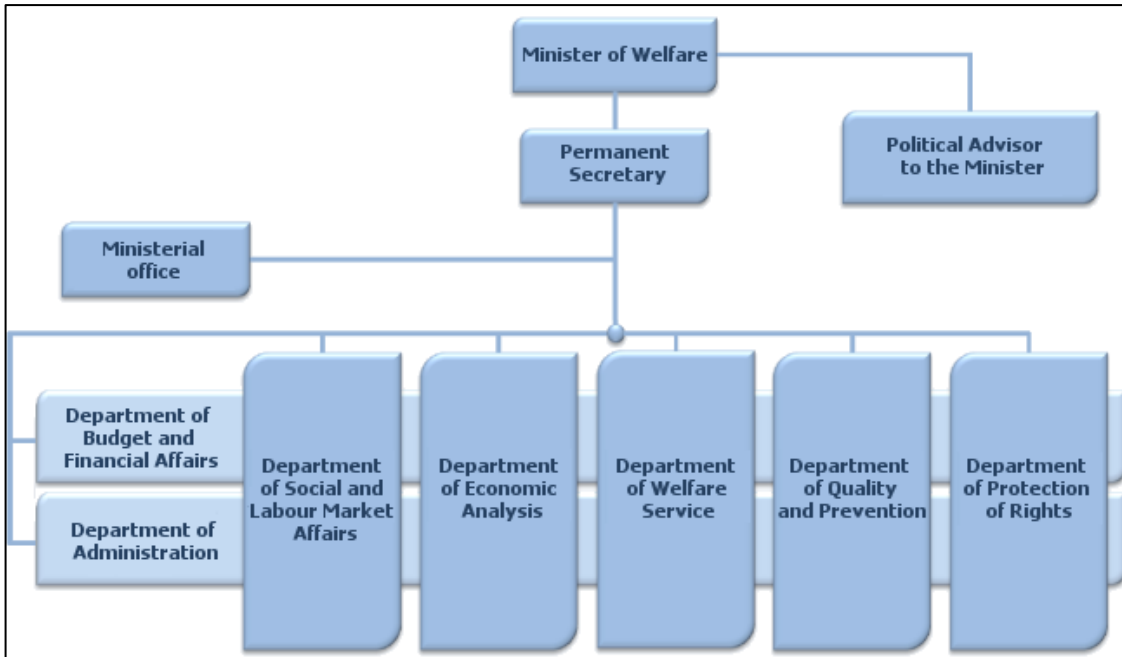 Minister of Welfare
Permanent
Secretary
Political Advisor
to the Minister
Ministerial
office
Department of
Budget and
Financial Affairs
Department of
Administration
Department
of Social and
Labour Market
Affairs
Department
of Economic
Analysis
Department
of Welfare
Service
Department
of Quality
and Prevention
Department
of Protection
of Rights